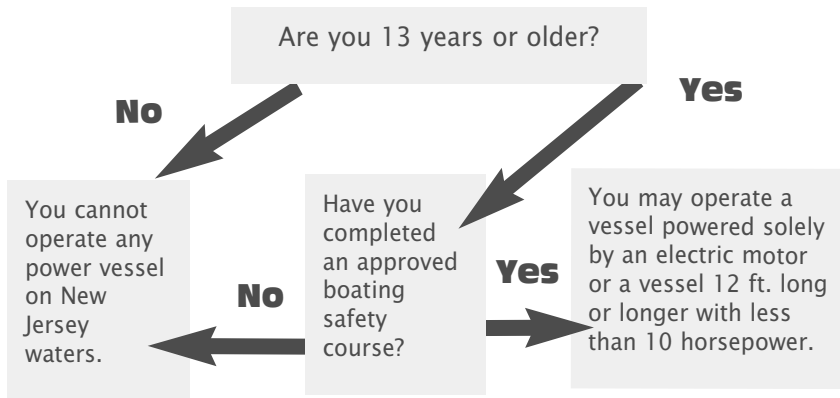 Are you 13 years or older?
No
Yes
You cannot
operate any
power vessel
on New
Jersey
waters.
No
Have you
completed
an approved
boating
safety
course?
Yes
You may operate a
vessel powered solely
by an electric motor
or a vessel 12 ft. long
or longer with less
than 10 horsepower.